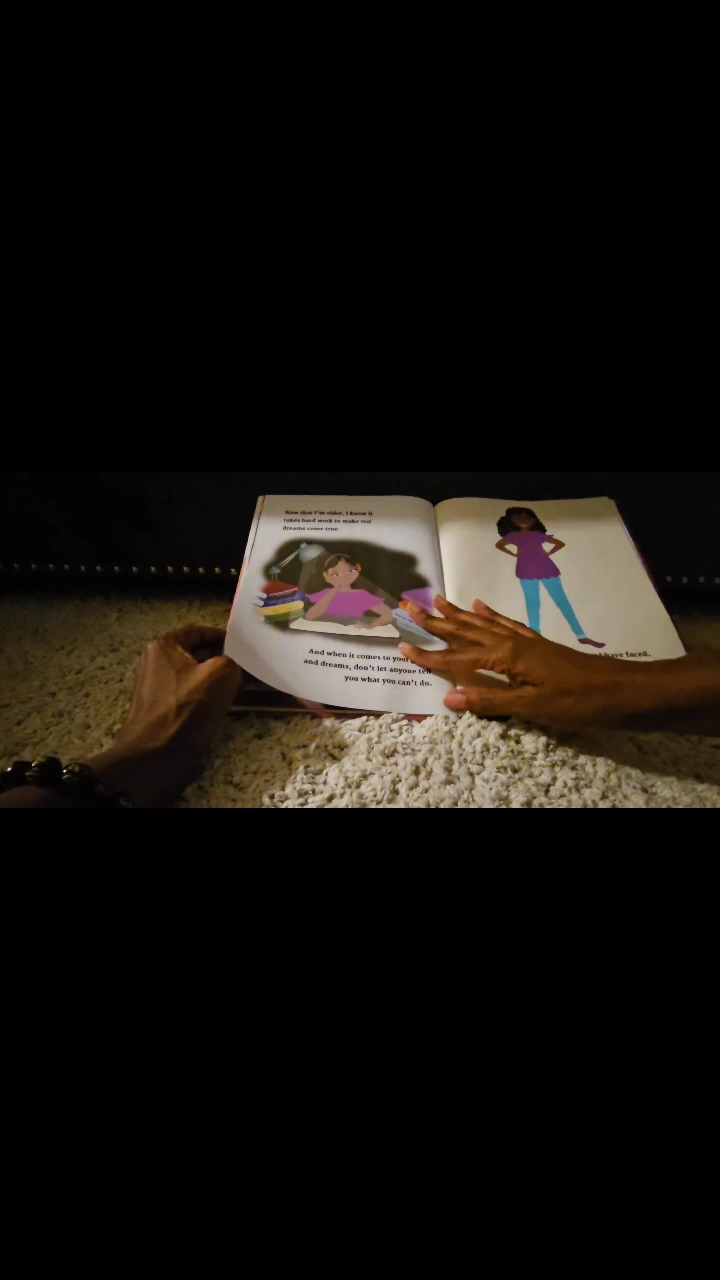 Now that I'm older, I know it
takes hard work to make real
dreams come true.
And when it comes to your
and dreams, don't let anyone tell
you what you can't do.
have faced.